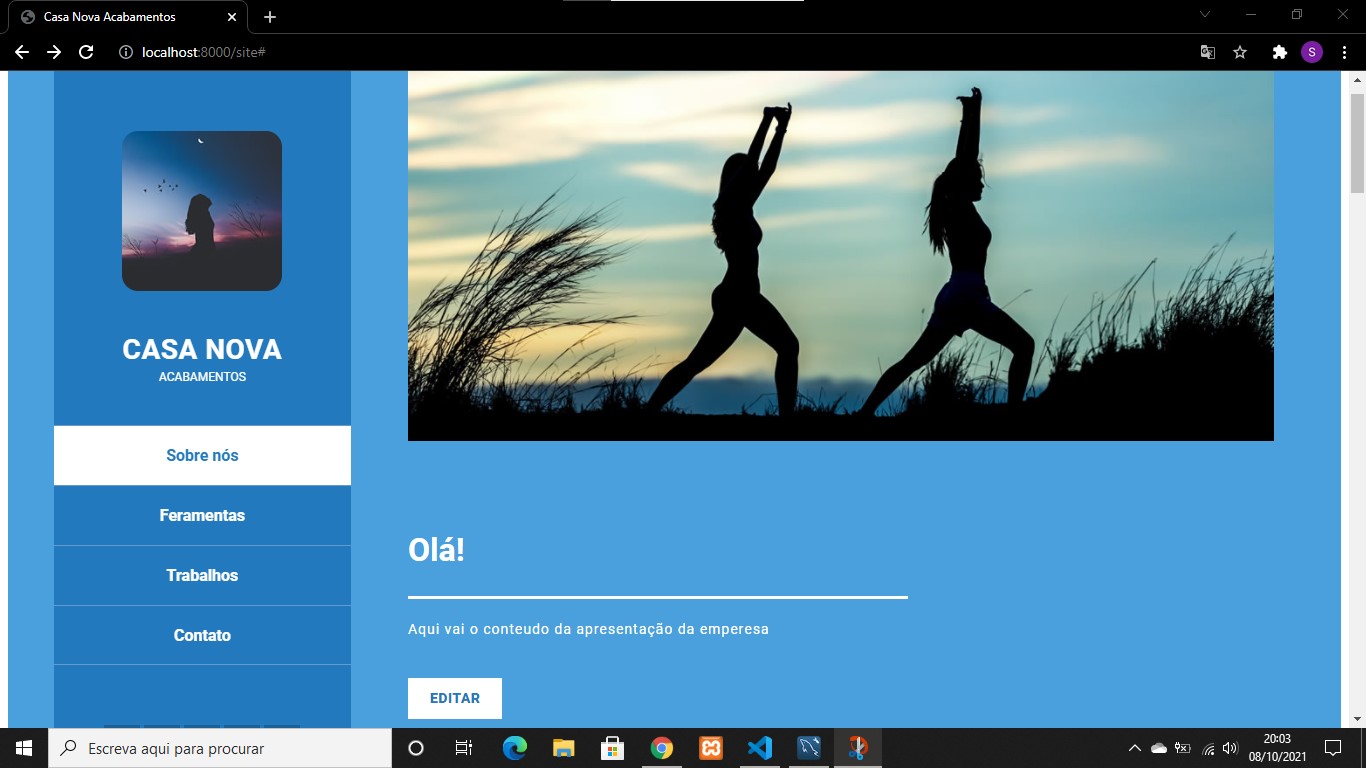 Casa Nova Acabamentos
localhost:8000/site#
S
CASA NOVA
ACABAMENTOS
Sobre nós
Feramentas
Trabalhos
Contato
Olá!
Aqui vai o conteudo da apresentação da emperesa
EDITAR
Escreva aqui para procurar
20:03
08/10/2021